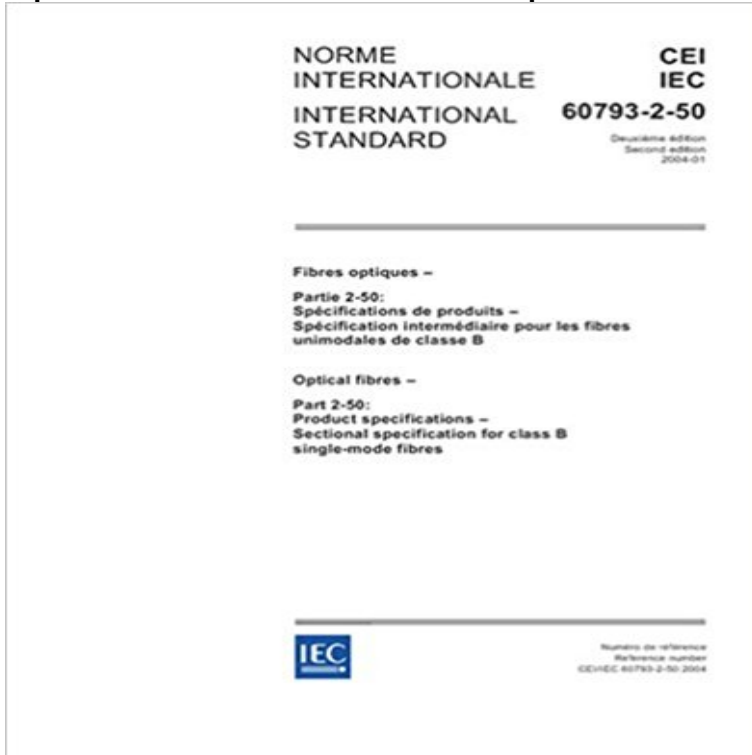 NORME
INTERNATIONALE
INTERNATIONAL
STANDARD
CEI
IEC
60793-2-50
Deuxième édition
Second edition
2004-01
Fibres optiques –
Partie 2-50:
Spécifications de produits –
Spécification intermédiaire pour les fibres
unimodales de classe B
Optical fibres –
Part 2-50:
Product specifications –
Sectional specification for class B
single-mode fibres
IEC
Numéro de référence
Reference number
CEI/IEC 60793-2-50:2004